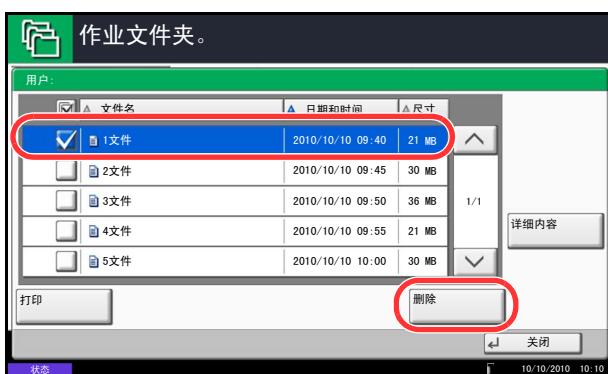 作业文件夹。
用户:
文件名 日期和时间 尺寸
1文件 2010/10/10 09:40 21 MB
2文件 2010/10/10 09:45 30 MB
3文件 2010/10/10 09:50 36 MB 1/1
4文件 2010/10/10 09:55 21 MB 详细内容
5文件 2010/10/10 10:00 30 MB
打印 删除
关闭
状态 10/10/2010 10:10